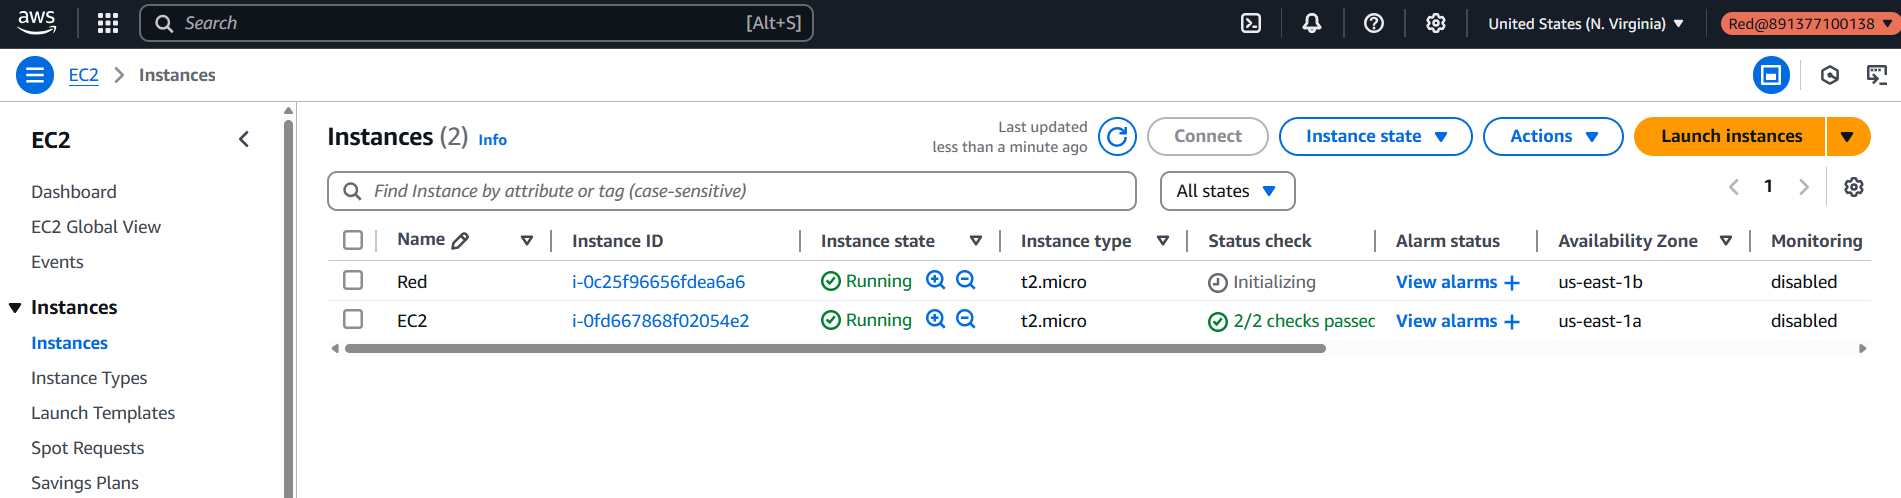 aws Search [Alt+S] United States (N. Virginia) Red@891377100138
EC2 Instances
EC2
Dashboard
EC2 Global View
Events
Instances
Instances
Instance Types
Launch Templates
Spot Requests
Savings Plans
Instances (2) Info
Last updated
less than a minute ago
Connect Instance state Actions Launch instances
Find Instance by attribute or tag (case-sensitive) All states 1
Name Instance ID Instance state Instance type Status check Alarm status Availability Zone Monitoring
Red i-0c25f96656fdea6a6 Running t2.micro Initializing View alarms + us-east-1b disabled
EC2 i-0fd667868f02054e2 Running t2.micro 2/2 checks passed View alarms + us-east-1a disabled